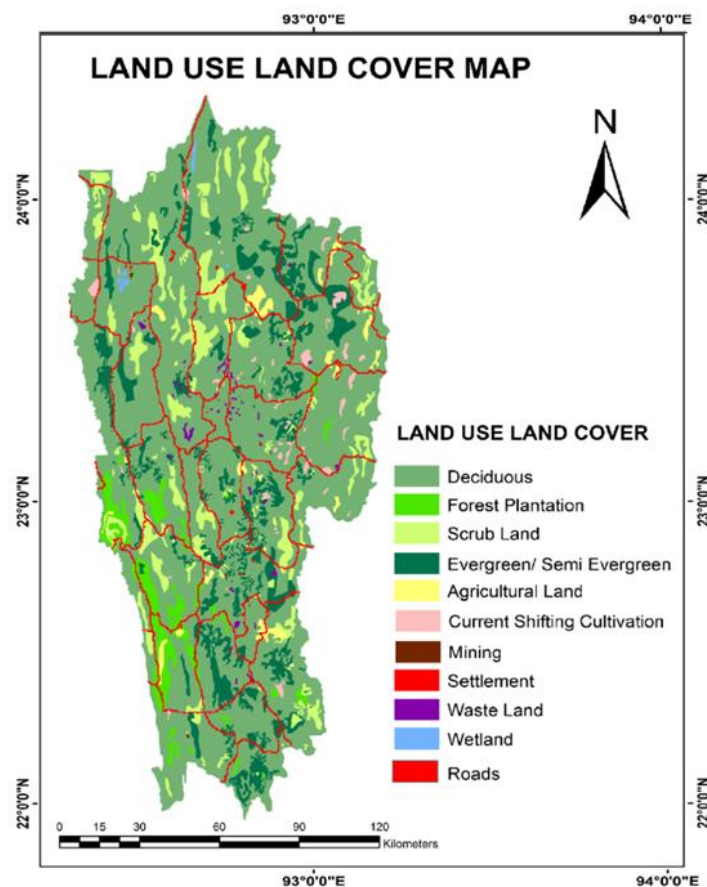 93°0'0"E 94°0'0"E
LAND USE LAND COVER MAP
N
24°0'0"N 24°0'0"N
LAND USE LAND COVER
Deciduous
Forest Plantation
Scrub Land
23°0'0"N 23°0'0"N
Evergreen/ Semi Evergreen
Agricultural Land
Current Shifting Cultivation
Mining
Settlement
Waste Land
Wetland
Roads
22°0'0"N 22°0'0"N
0 15 30 60 90 120
Kilometers
93°0'0"E 94°0'0"E